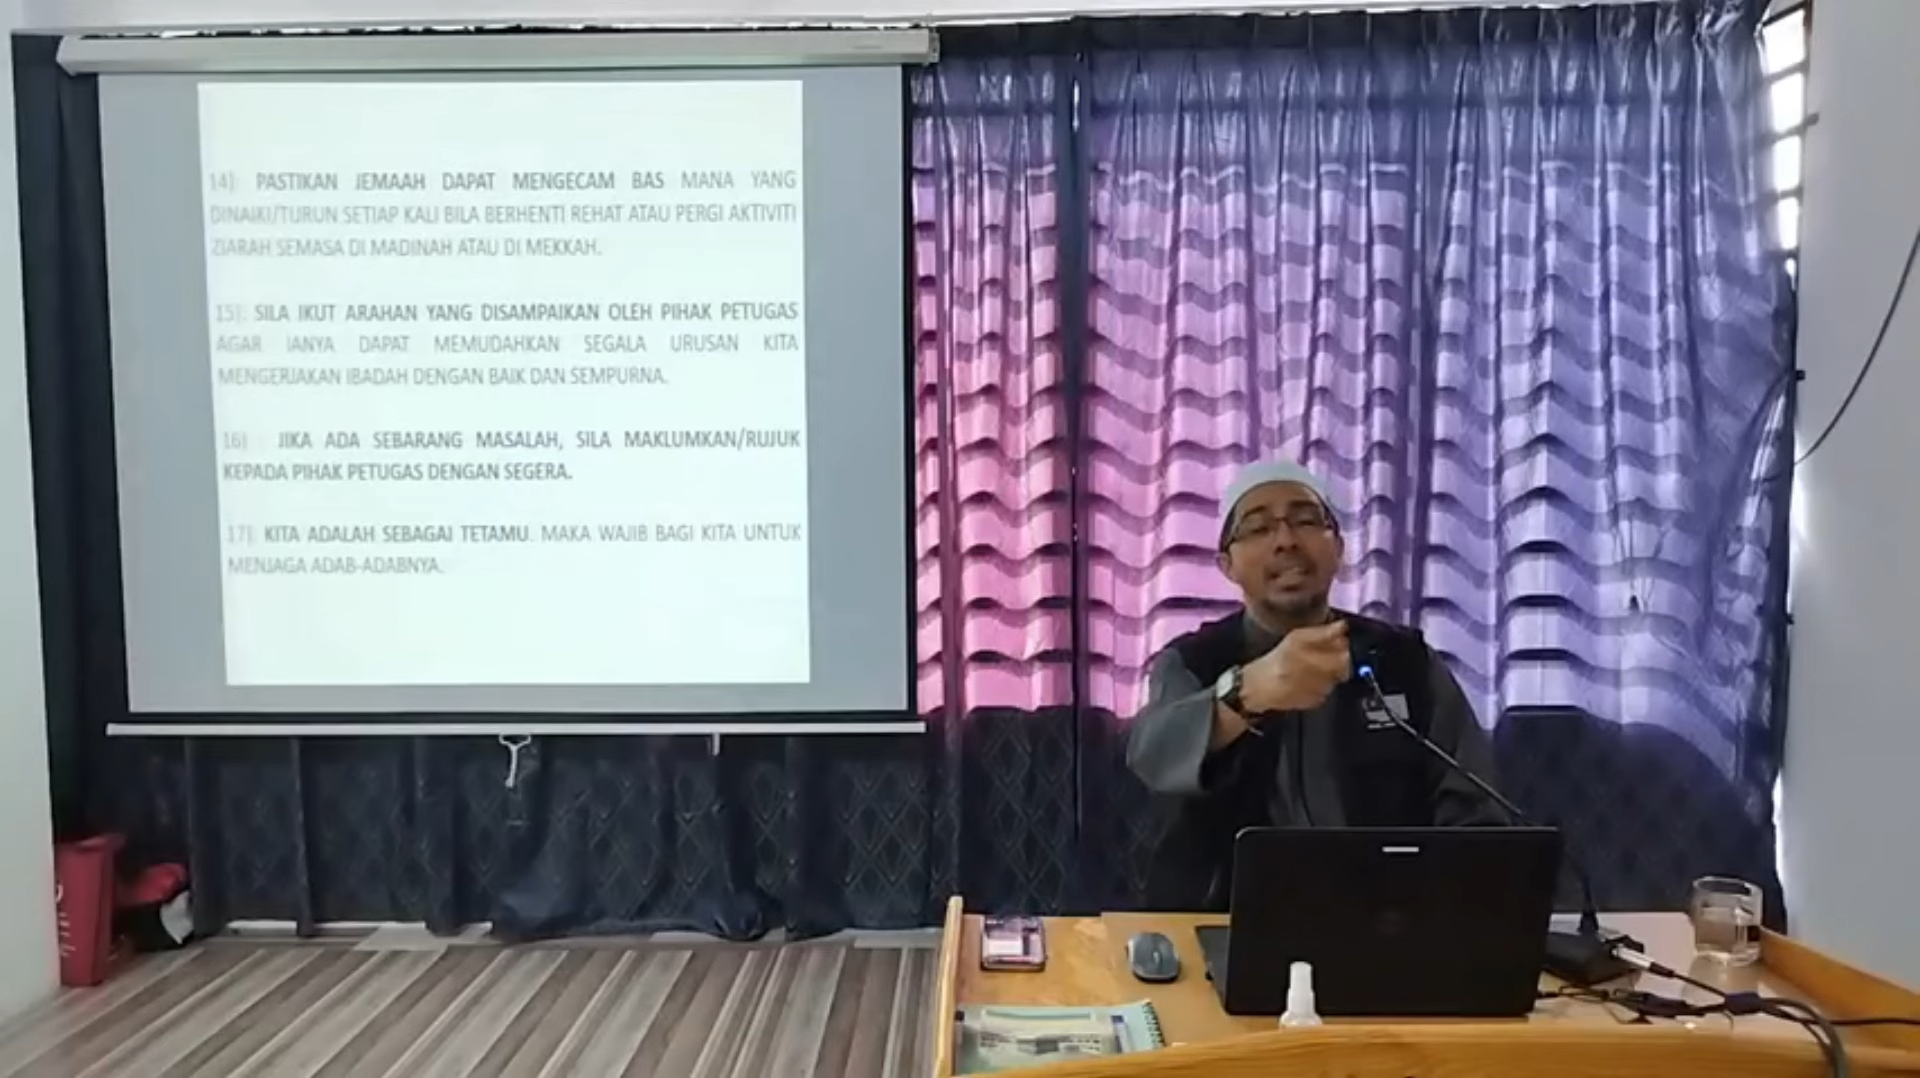 14). PASTIKAN JEMAAH DAPAT MENGECAM BAS MANA YANG
DINAIKI/TURUN SETIAP KALI BILA BERHENTI REHAT ATAU PERGI AKTIVITI
ZIARAH SEMASA DI MADINAH ATAU DI MEKKAH.
15). SILA IKUT ARAHAN YANG DISAMPAIKAN OLEH PIHAK PETUGAS
AGAR IANYA DAPAT MEMUDAHKAN SEGALA URUSAN KITA
MENGERJAKAN IBADAH DENGAN BAIK DAN SEMPURNA.
16) JIKA ADA SEBARANG MASALAH, SILA MAKLUMKAN/RUJUK
KEPADA PIHAK PETUGAS DENGAN SEGERA.
17). KITA ADALAH SEBAGAI TETAMU. MAKA WAJIB BAGI KITA UNTUK
MENJAGA ADAB-ADABNYA.